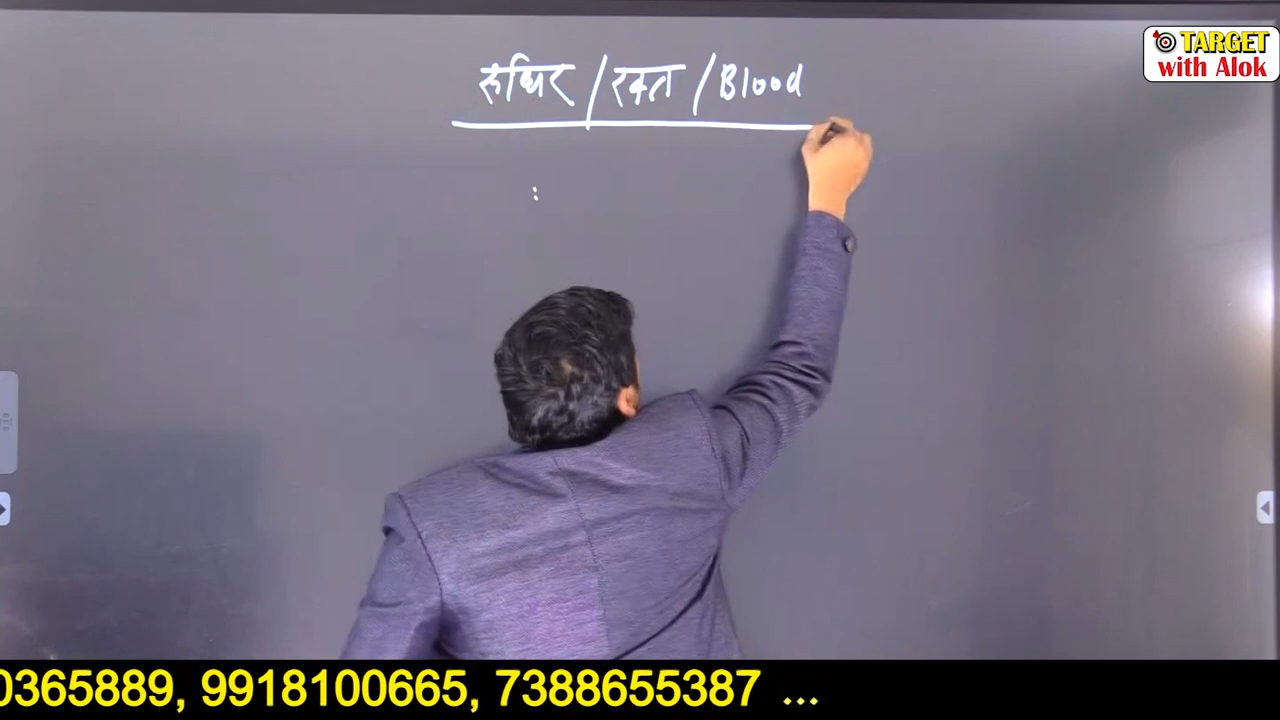 TARGET
with Alok
रुधिर / रक्त / Blood
:
0365889, 9918100665, 7388655387 ...